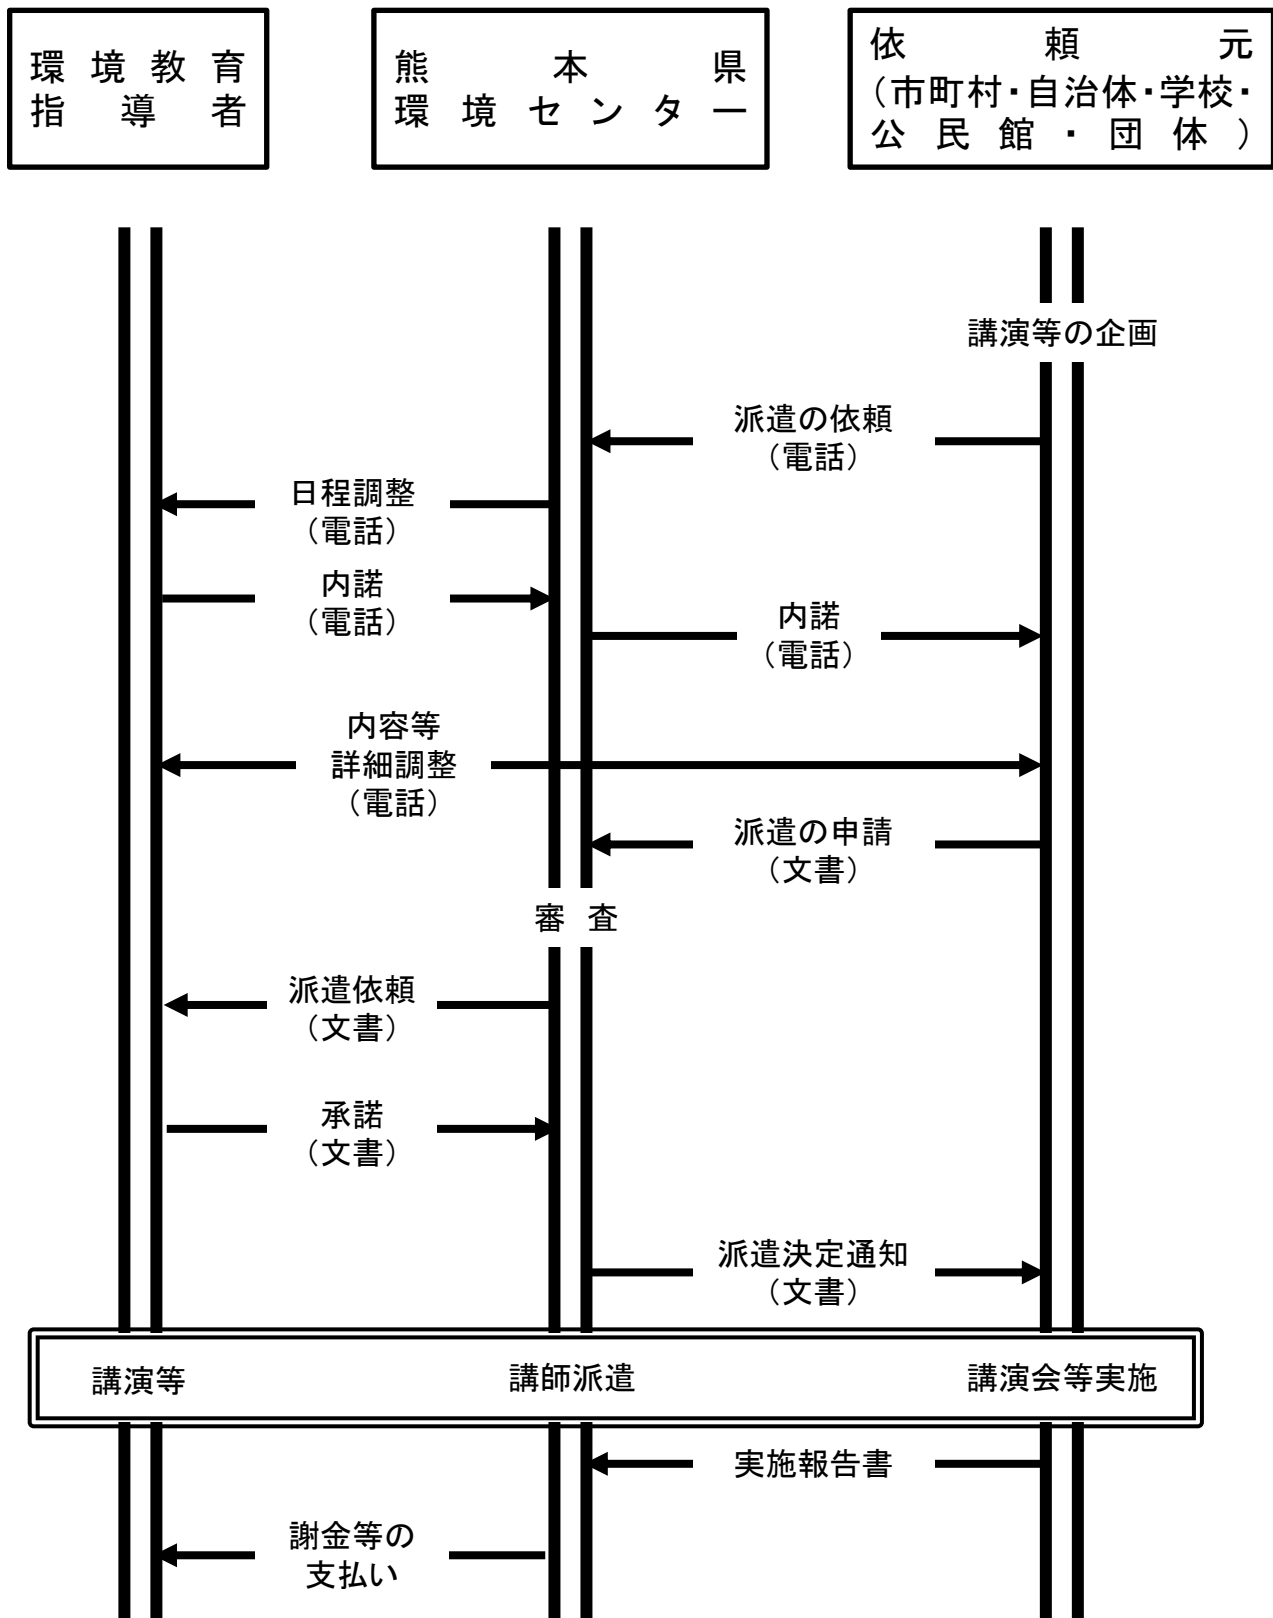 環境教育
指導者
熊本県
環境センター
依頼元
（市町村・自治体・学校・
公民館・団体）
講演等の企画
派遣の依頼
（電話）
日程調整
（電話）
内諾
（電話）
内諾
（電話）
内容等
詳細調整
（電話）
派遣の申請
（文書）
審査
派遣依頼
（文書）
承諾
（文書）
派遣決定通知
（文書）
講演等
講師派遣
講演会等実施
実施報告書
謝金等の
支払い